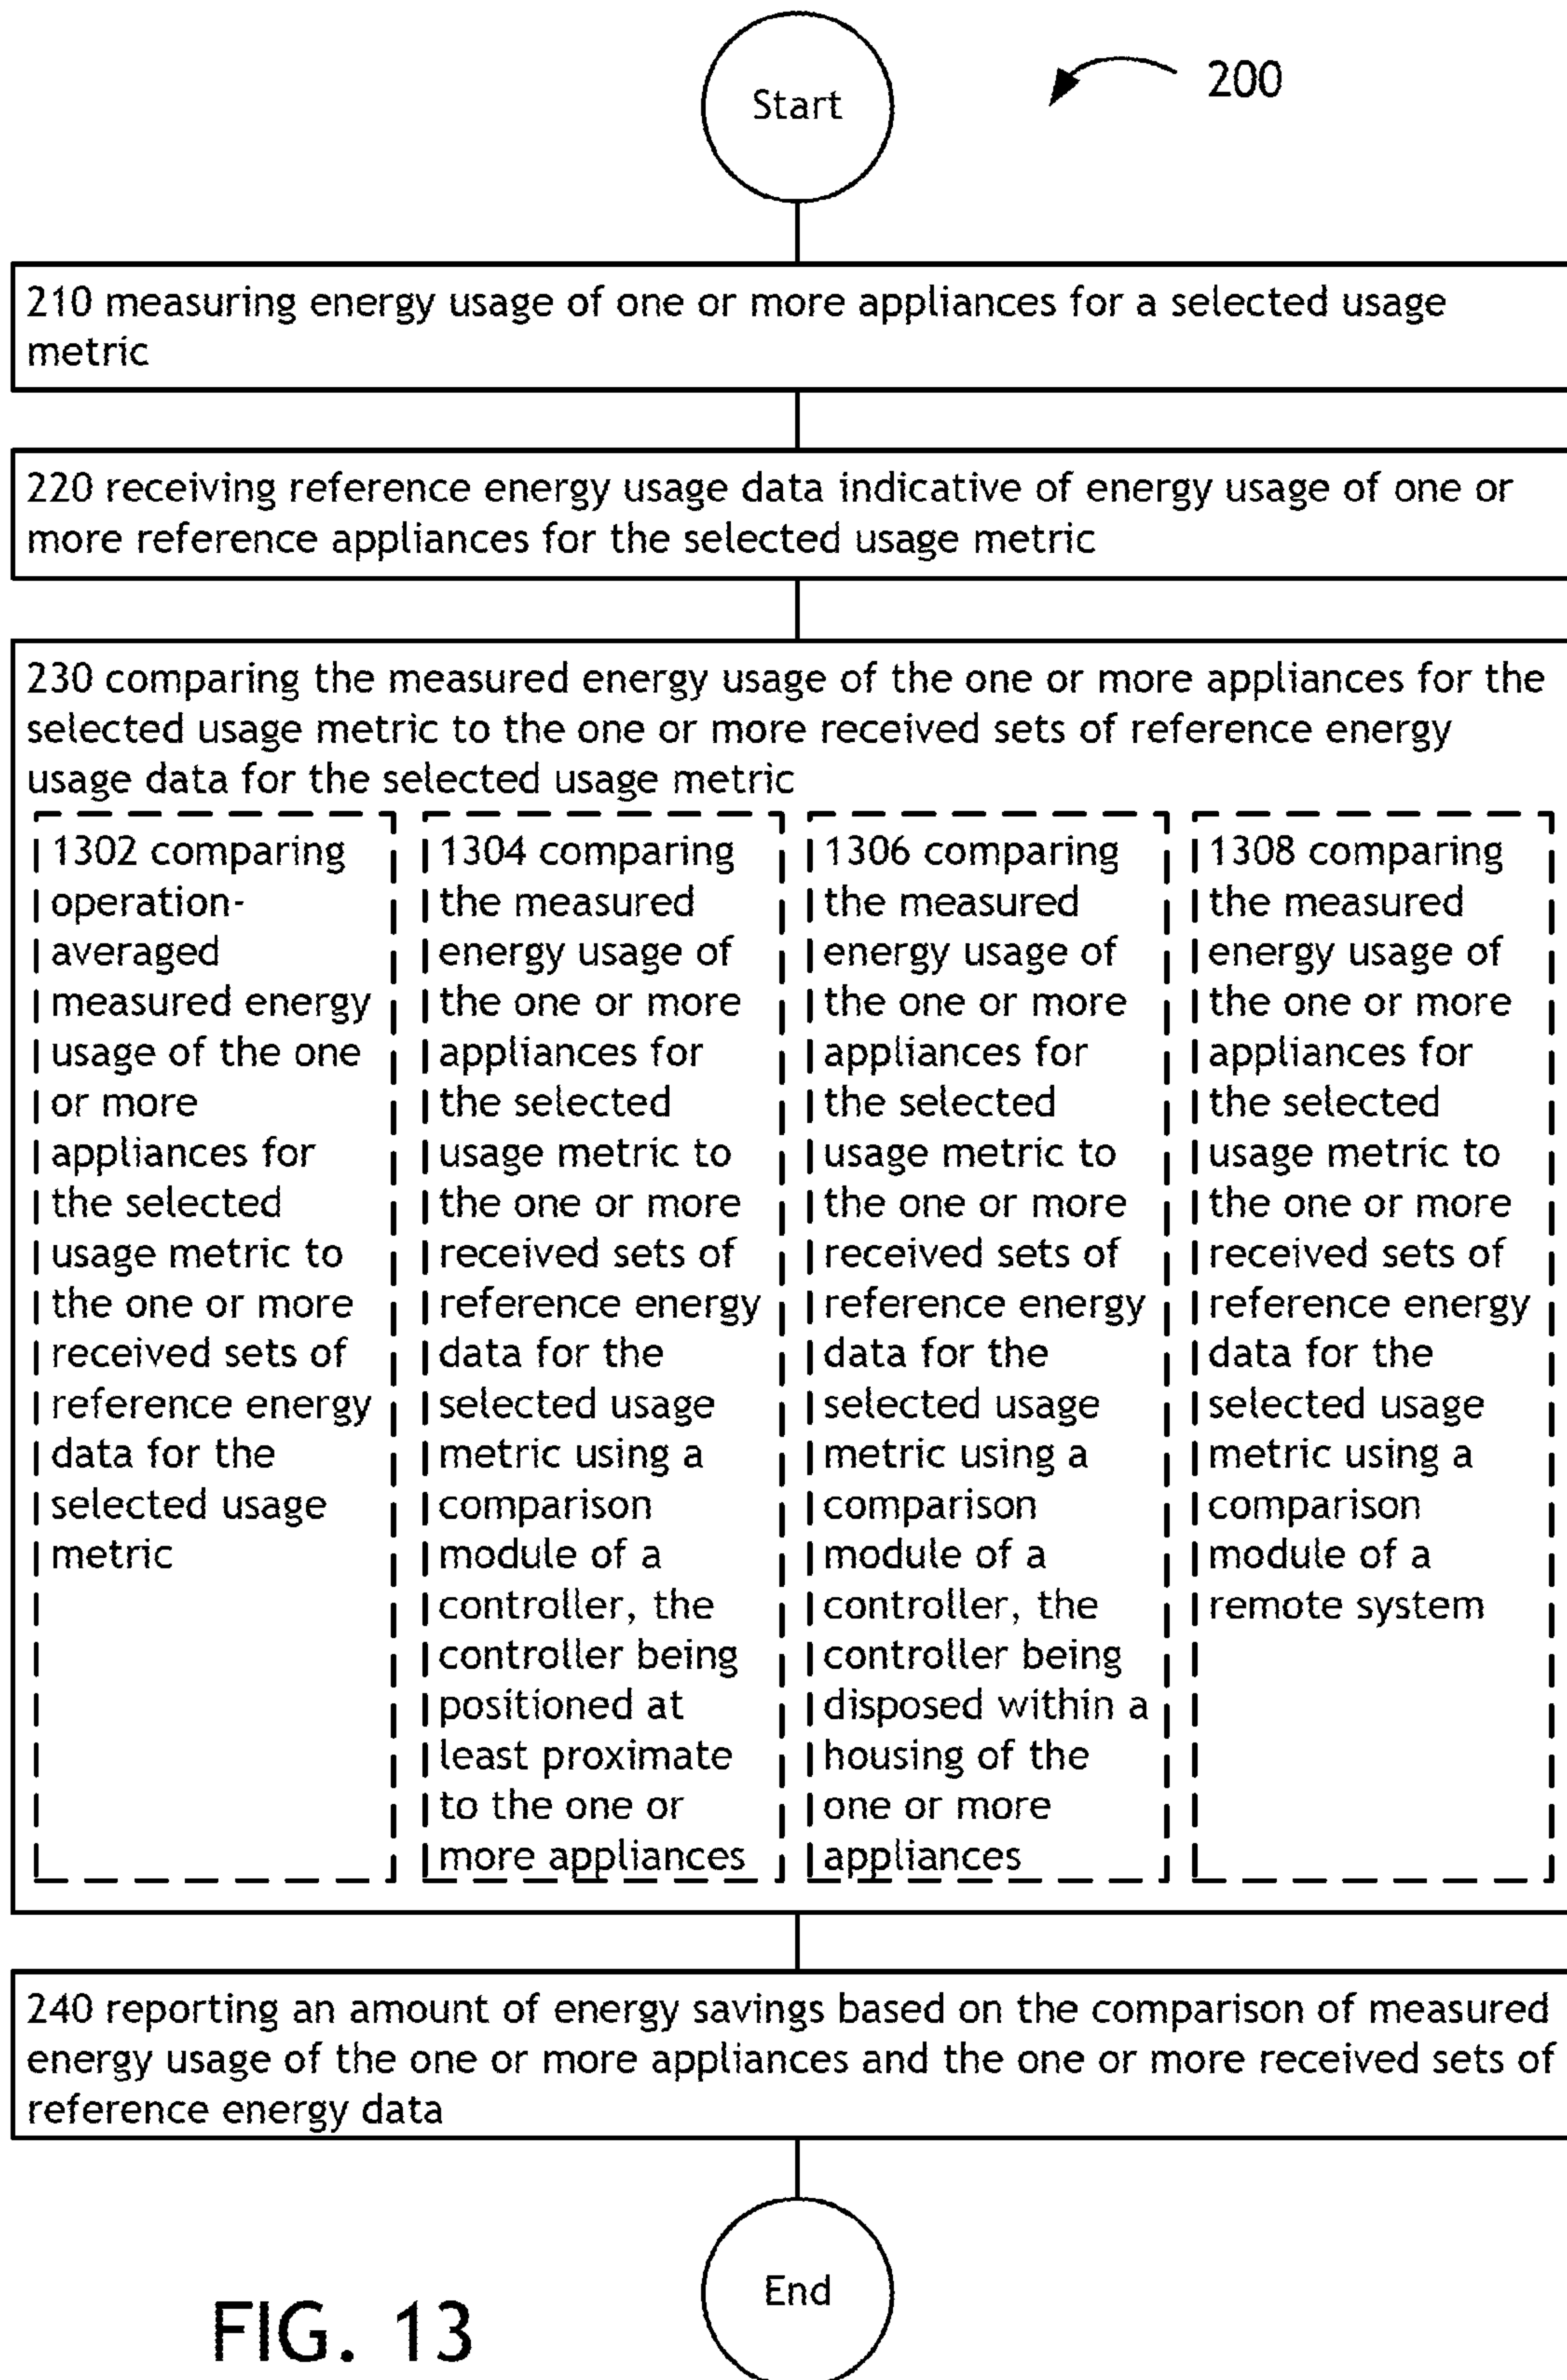 Start
200
210 measuring energy usage of one or more appliances for a selected usage
metric
220 receiving reference energy usage data indicative of energy usage of one or
more reference appliances for the selected usage metric
230 comparing the measured energy usage of the one or more appliances for the
selected usage metric to the one or more received sets of reference energy
usage data for the selected usage metric
1302 comparing
operation-
averaged
measured energy
usage of the one
or more
appliances for
the selected
usage metric to
the one or more
received sets of
reference energy
data for the
selected usage
metric
1304 comparing
the measured
energy usage of
the one or more
appliances for
the selected
usage metric to
the one or more
received sets of
reference energy
data for the
selected usage
metric using a
comparison
module of a
controller, the
controller being
positioned at
least proximate
to the one or
more appliances
1306 comparing
the measured
energy usage of
the one or more
appliances for
the selected
usage metric to
the one or more
received sets of
reference energy
data for the
selected usage
metric using a
comparison
module of a
controller, the
controller being
disposed within a
housing of the
one or more
appliances
1308 comparing
the measured
energy usage of
the one or more
appliances for
the selected
usage metric to
the one or more
received sets of
reference energy
data for the
selected usage
metric using a
comparison
module of a
remote system
240 reporting an amount of energy savings based on the comparison of measured
energy usage of the one or more appliances and the one or more received sets of
reference energy data
End
FIG. 13